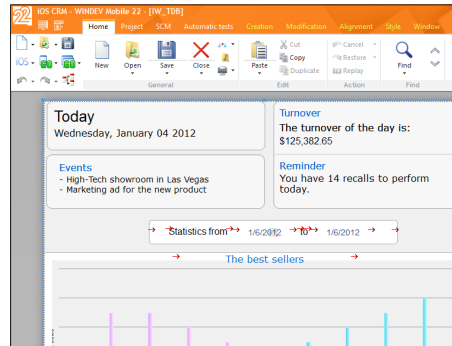 22 iOS CRM - WINDEV Mobile 22 - [IW_TDB]
Home Project SCM Automatic tests Creation Modification Alignment Style Window
iOS
New Open Save Close Paste Cut Copy Duplicate Cancel Restore Replay Find
General Edit Action Find
Today
Wednesday, January 04 2012
Turnover
The turnover of the day is:
$125,382.65
Events
- High-Tech showroom in Las Vegas
- Marketing ad for the new product
Reminder
You have 14 recalls to perform
today.
Statistics from 1/6/2012 to 1/6/2012
The best sellers